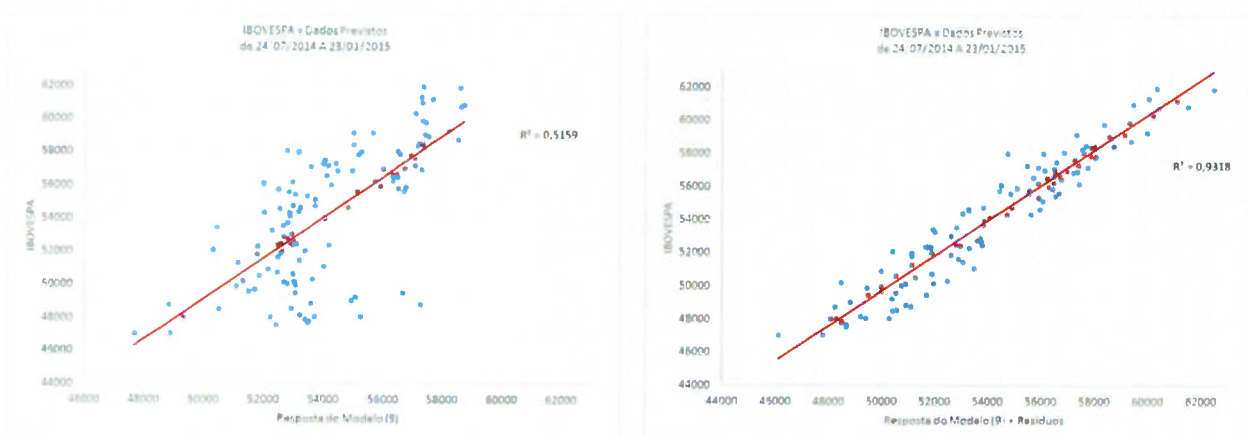 IBOVESPA x Dados Previstos
de 24/07/2014 A 23/01/2015
62000
60000
58000
56000
54000
52000
50000
48000
46000
44000
IBOVESPA
R² = 0,5159
46000 48000 50000 52000 54000 56000 58000 60000 62000
Resposta do Modelo (9)
IBOVESPA x Dados Previstos
de 24/07/2014 A 23/01/2015
62000
60000
58000
56000
54000
52000
50000
48000
46000
44000
IBOVESPA
R² = 0,9318
44000 46000 48000 50000 52000 54000 56000 58000 60000 62000
Resposta do Modelo (9) + Residuos